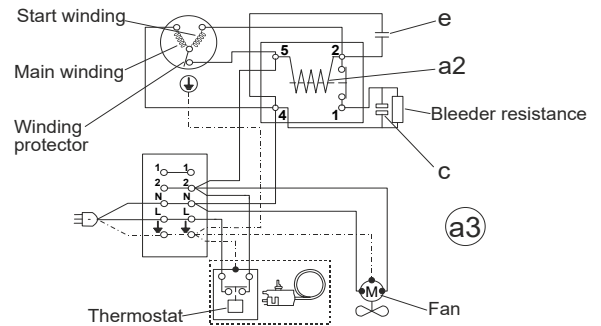 Start winding
e
5 2
a2
Main winding
Winding
protector
4 1
Bleeder resistance
c
1 1
2 2
N N
L L
a3
M
Thermostat
Fan